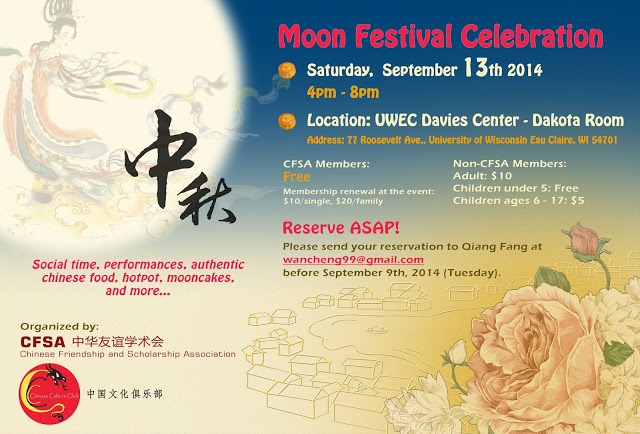 Moon Festival Celebration
Saturday, September 13th 2014
4pm - 8pm
Location: UWEC Davies Center - Dakota Room
Address: 77 Roosevelt Ave., University of Wisconsin Eau Claire, WI 54701
CFSA Members:
Free
Membership renewal at the event:
$10/single, $20/family
Non-CFSA Members:
Adult: $10
Children under 5: Free
Children ages 6 - 17: $5
Reserve ASAP!
Please send your reservation to Qiang Fang at
wancheng99@gmail.com
before September 9th, 2014 (Tuesday).
中
秋
Social time, performances, authentic
chinese food, hotpot, mooncakes,
and more...
Organized by:
CFSA 中华友谊学术会
Chinese Friendship and Scholarship Association
Chinese Culture Club
中国文化俱乐部